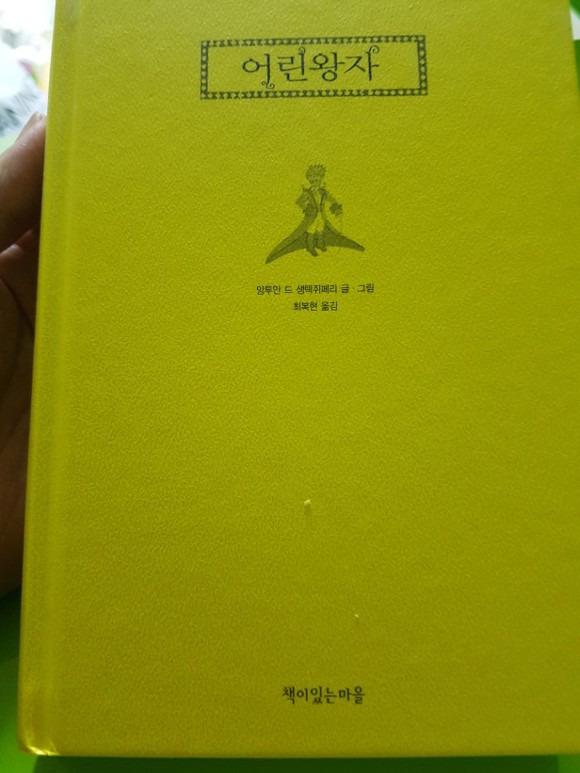 어린왕자
앙투안 드 생텍쥐페리 글·그림
최복현 옮김
책이있는마을